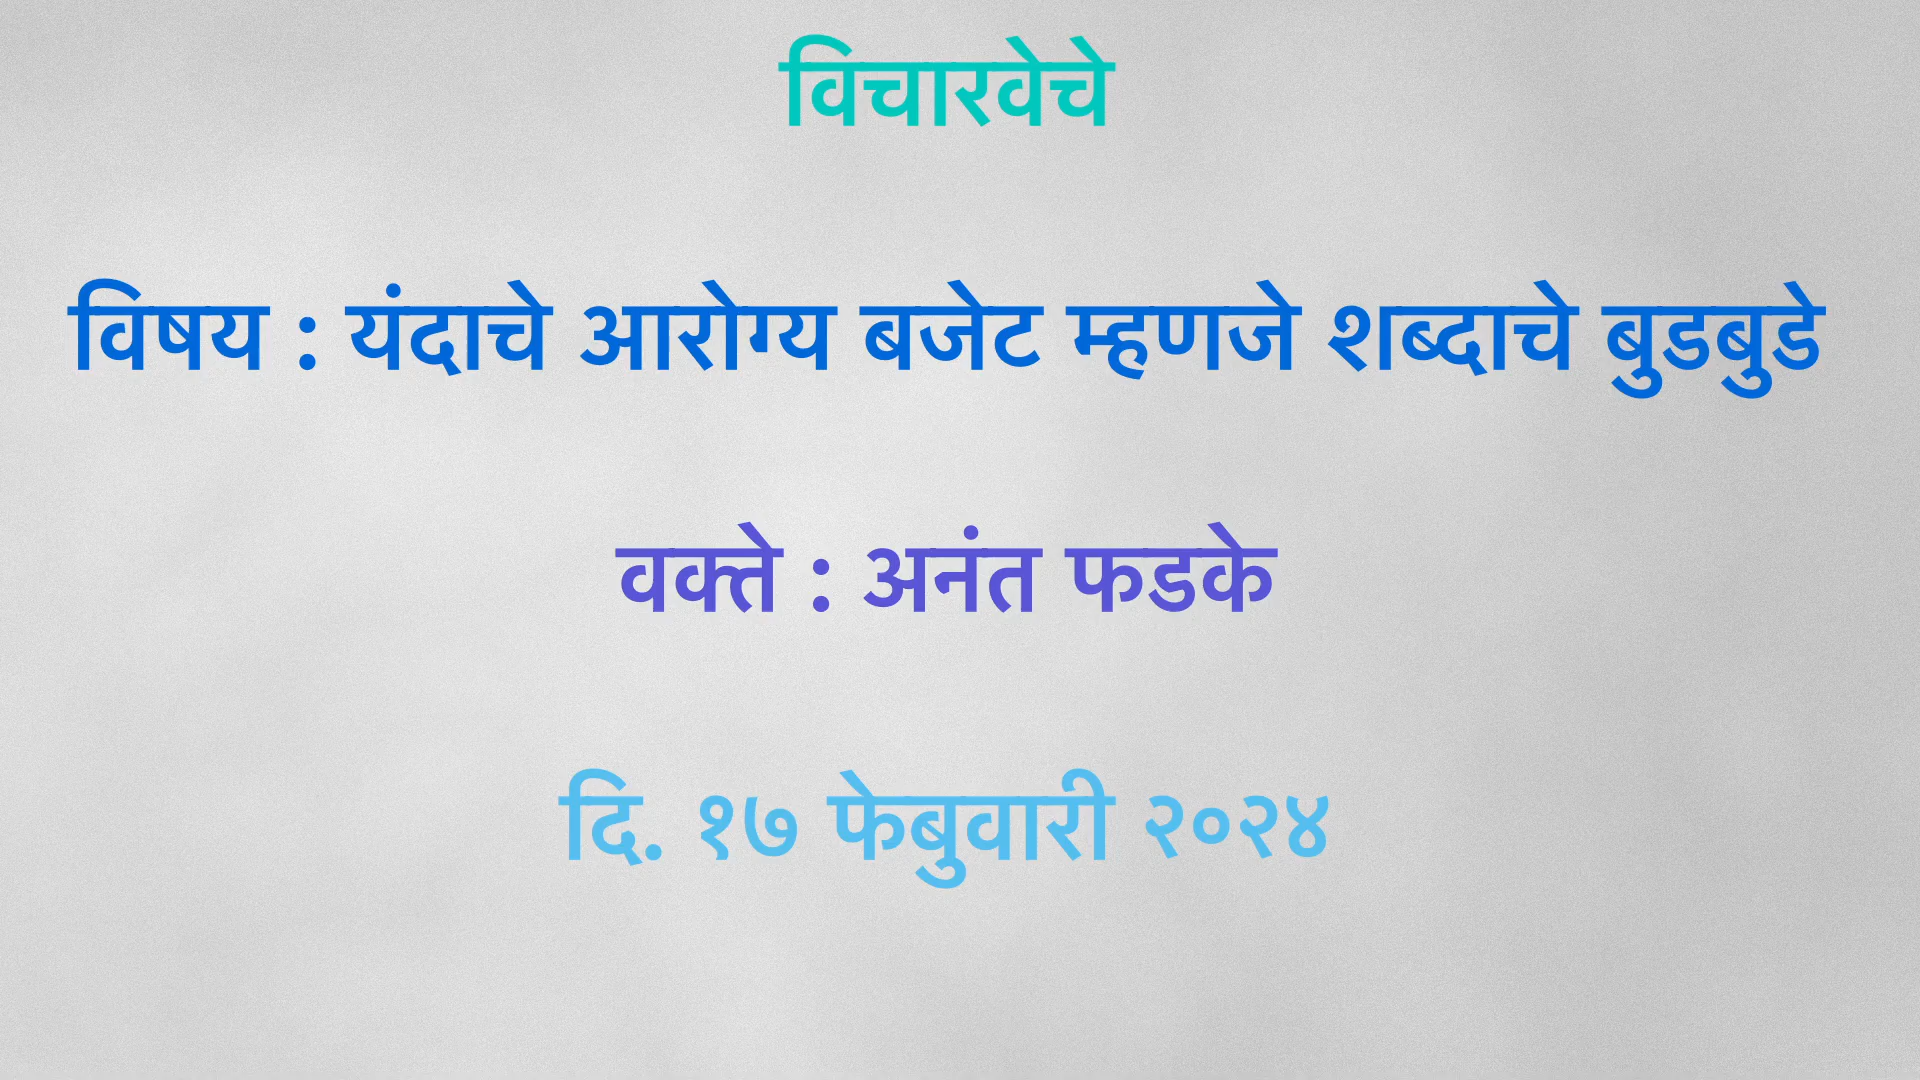 विचारवेचे
विषय : यंदाचे आरोग्य बजेट म्हणजे शब्दाचे बुडबुडे
वक्ते : अनंत फडके
दि. १७ फेबुवारी २०२४